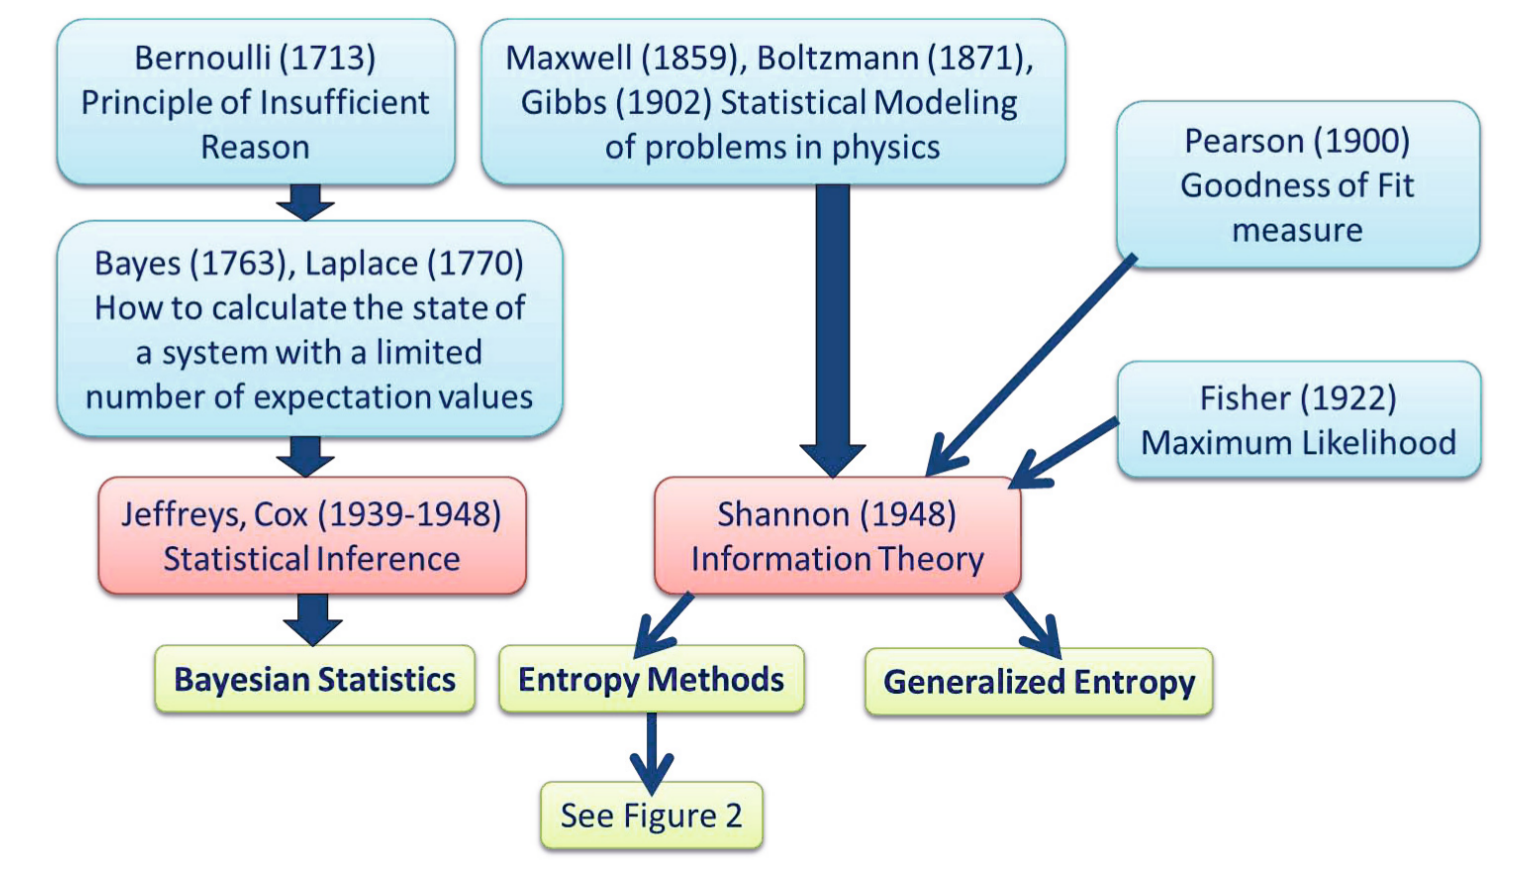 Bernoulli (1713)
Principle of Insufficient
Reason
Maxwell (1859), Boltzmann (1871),
Gibbs (1902) Statistical Modeling
of problems in physics
Pearson (1900)
Goodness of Fit
measure
Bayes (1763), Laplace (1770)
How to calculate the state of
a system with a limited
number of expectation values
Fisher (1922)
Maximum Likelihood
Jeffreys, Cox (1939-1948)
Statistical Inference
Shannon (1948)
Information Theory
Bayesian Statistics
Entropy Methods
Generalized Entropy
See Figure 2